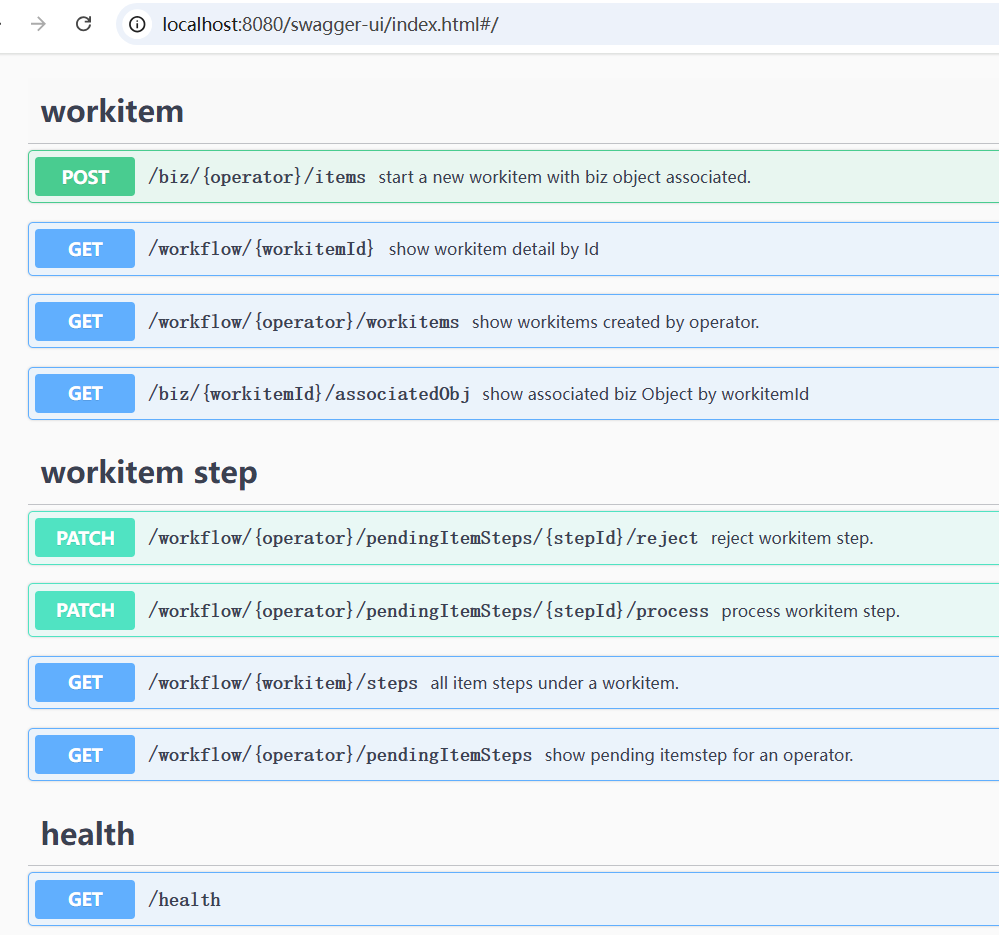 localhost:8080/swagger-ui/index.html#/
workitem
POST /biz/{operator}/items start a new workitem with biz object associated.
GET /workflow/{workitemId} show workitem detail by Id
GET /workflow/{operator}/workitems show workitems created by operator.
GET /biz/{workitemId}/associatedObj show associated biz Object by workitemId
workitem step
PATCH /workflow/{operator}/pendingItemSteps/{stepId}/reject reject workitem step.
PATCH /workflow/{operator}/pendingItemSteps/{stepId}/process process workitem step.
GET /workflow/{workitem}/steps all item steps under a workitem.
GET /workflow/{operator}/pendingItemSteps show pending itemstep for an operator.
health
GET /health